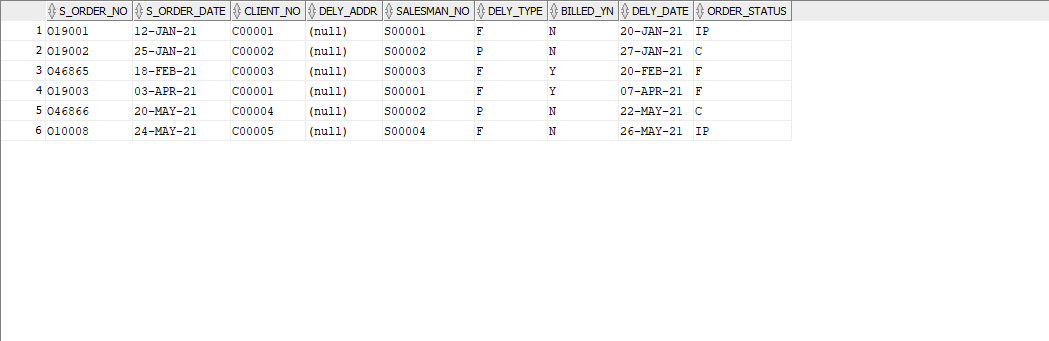 S_ORDER_NO S_ORDER_DATE CLIENT_NO DELY_ADDR SALESMAN_NO DELY_TYPE BILLED_YN DELY_DATE ORDER_STATUS
1 O19001 12-JAN-21 C00001 (null) S00001 F N 20-JAN-21 IP
2 O19002 25-JAN-21 C00002 (null) S00002 P N 27-JAN-21 C
3 O46865 18-FEB-21 C00003 (null) S00003 F Y 20-FEB-21 F
4 O19003 03-APR-21 C00001 (null) S00001 F Y 07-APR-21 F
5 O46866 20-MAY-21 C00004 (null) S00002 P N 22-MAY-21 C
6 O10008 24-MAY-21 C00005 (null) S00004 F N 26-MAY-21 IP